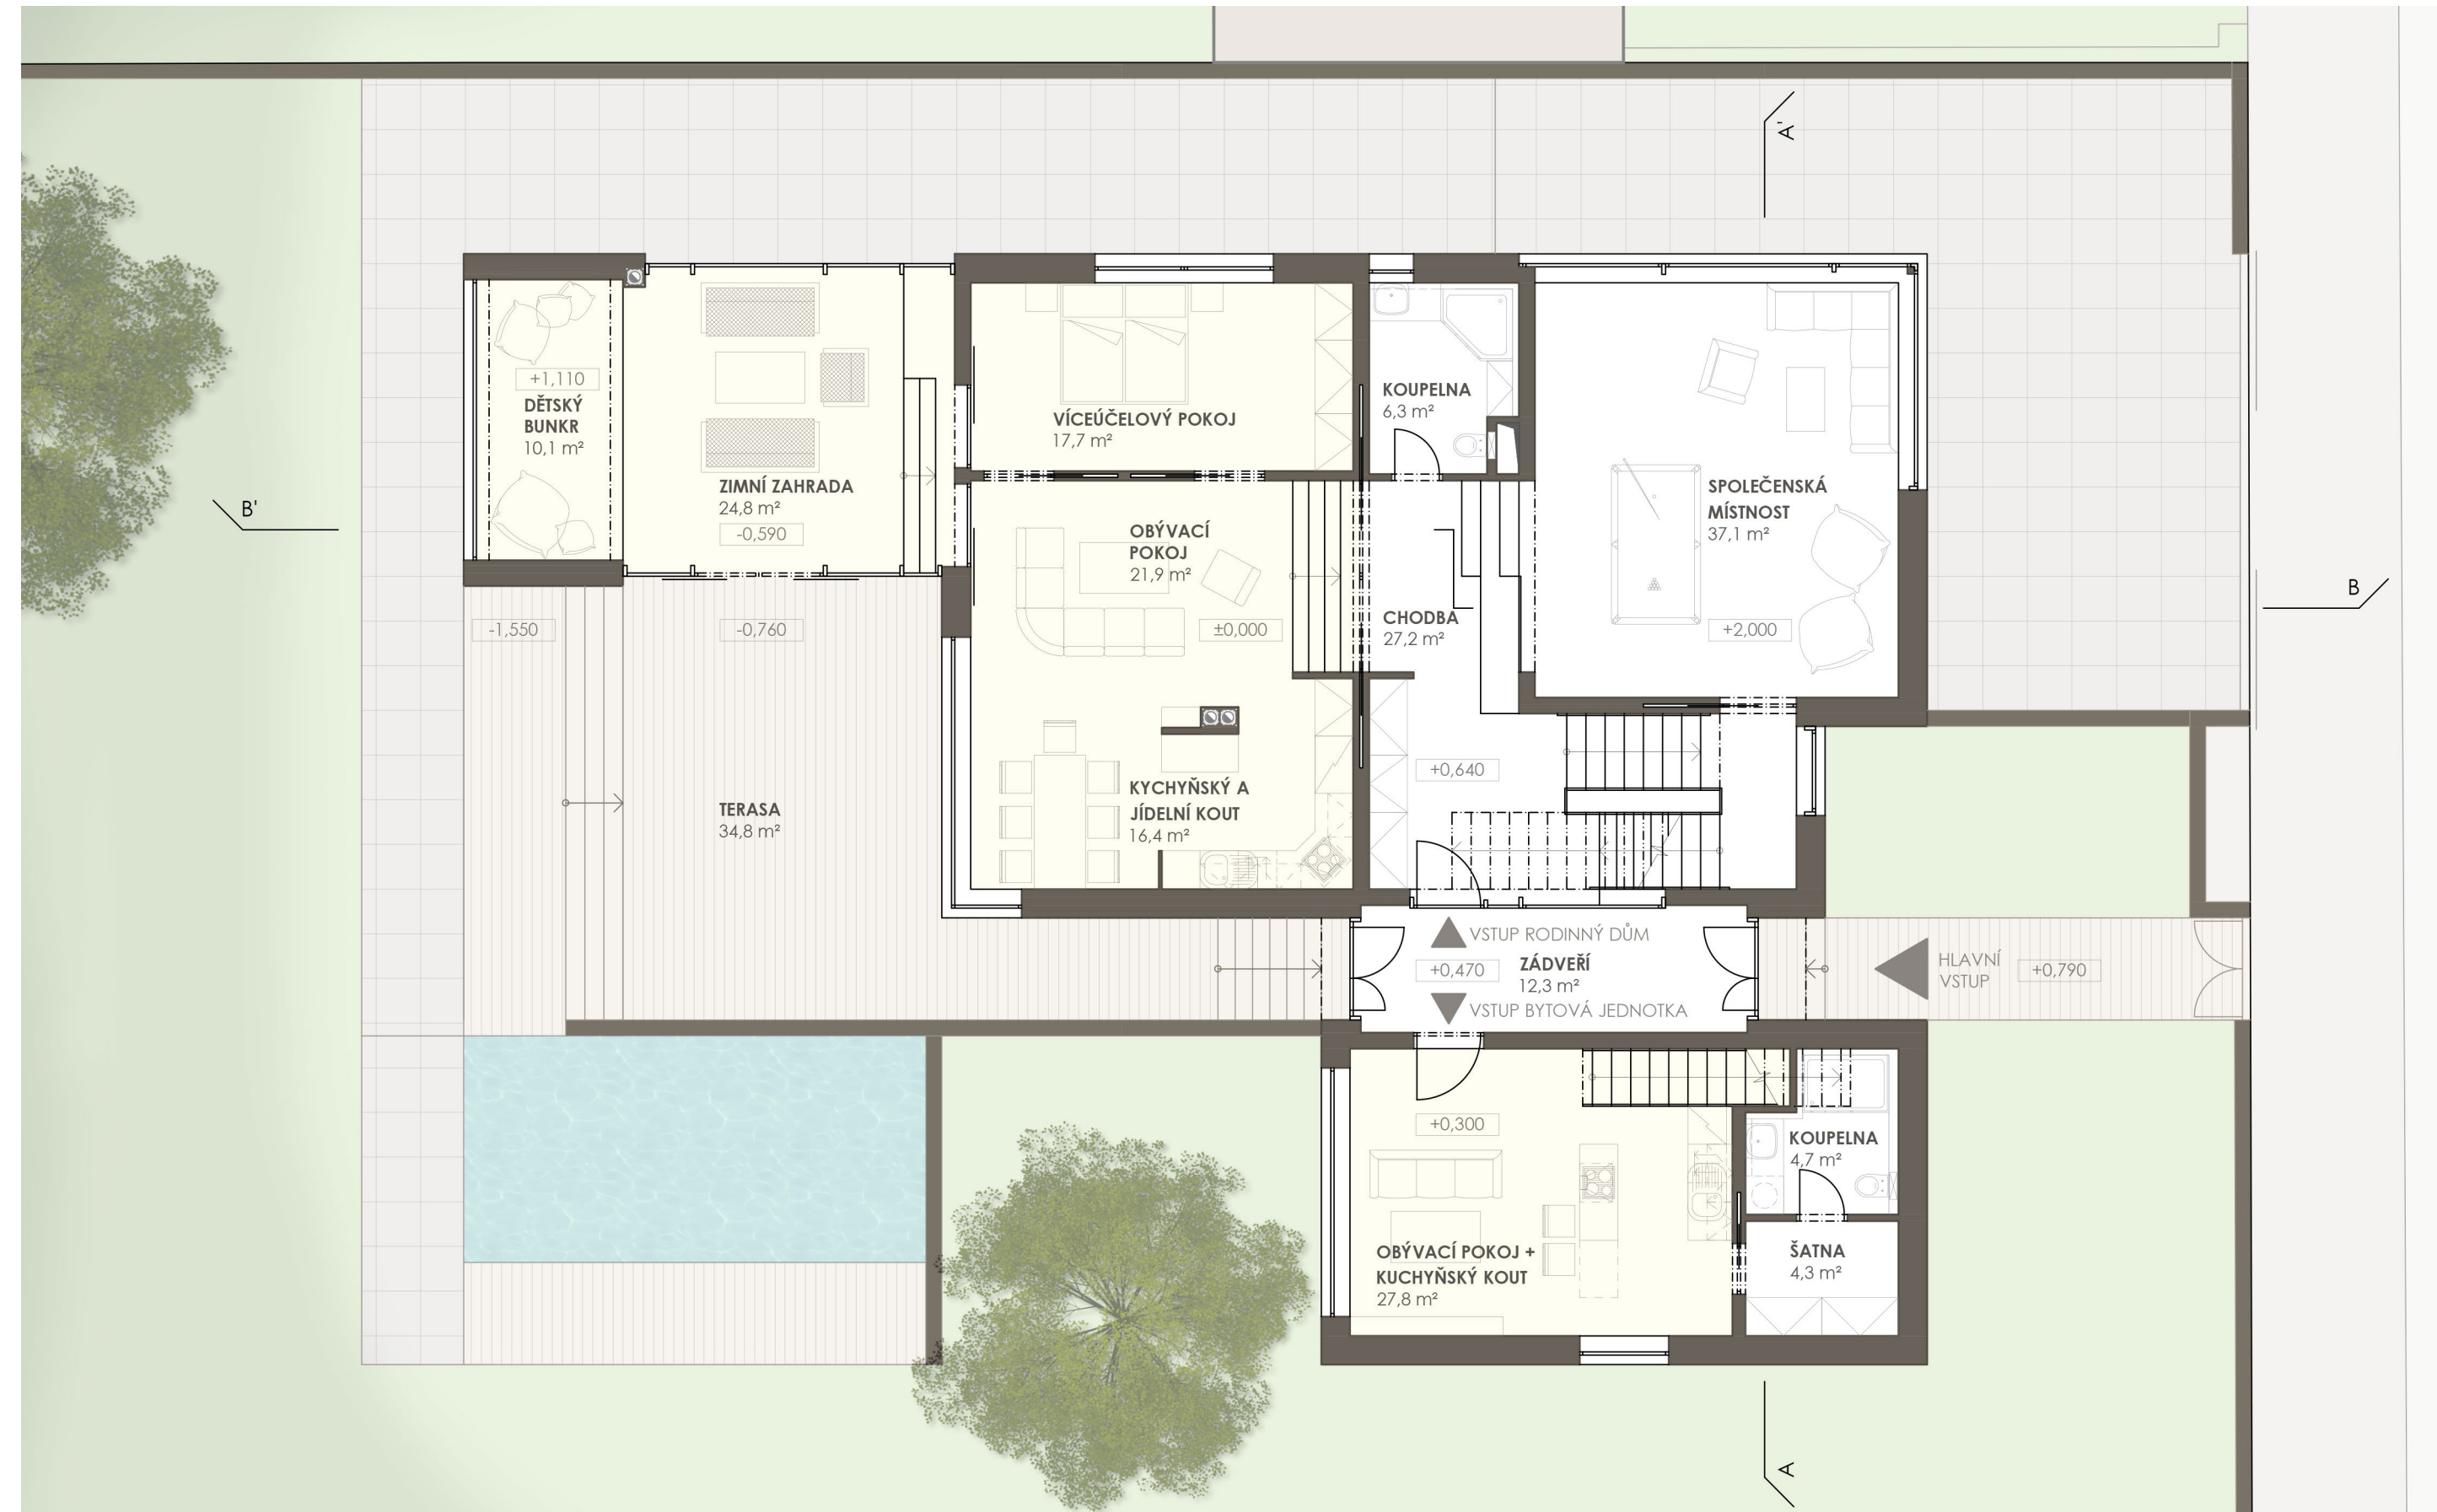 A'
+1,110
DĚTSKÝ
BUNKR
10,1 m²
ZIMNÍ ZAHRADA
24,8 m²
-0,590
VÍCEÚČELOVÝ POKOJ
17,7 m²
KOUPELNA
6,3 m²
SPOLEČENSKÁ
MÍSTNOST
37,1 m²
+2,000
B'
OBÝVACÍ
POKOJ
21,9 m²
±0,000
CHODBA
27,2 m²
B
-1,550
-0,760
TERASA
34,8 m²
KYCHYŇSKÝ A
JÍDELNÍ KOUT
16,4 m²
+0,640
VSTUP RODINNÝ DŮM
+0,470
ZÁDVEŘÍ
12,3 m²
VSTUP BYTOVÁ JEDNOTKA
HLAVNÍ
VSTUP
+0,790
+0,300
KOUPELNA
4,7 m²
OBÝVACÍ POKOJ +
KUCHYŇSKÝ KOUT
27,8 m²
ŠATNA
4,3 m²
A